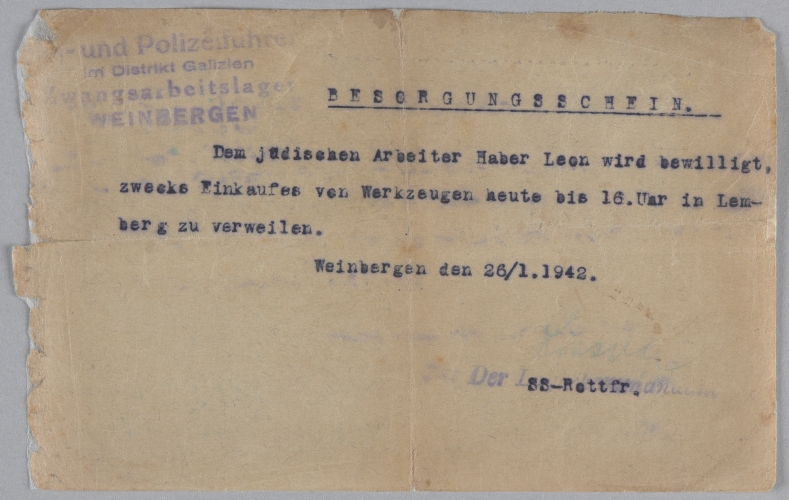 -und Polizeiführer
im Distrikt Galizien
Zwangsarbeitslager
WEINBERGEN
BESORGUNGSSCHEIN.
Dem jüdischen Arbeiter Haber Leon wird bewilligt,
zwecks Einkaufes von Werkzeugen heute bis 16.Uhr in Lem-
berg zu verweilen.
Weinbergen den 26/1.1942.
Der
SS-Rottfr.